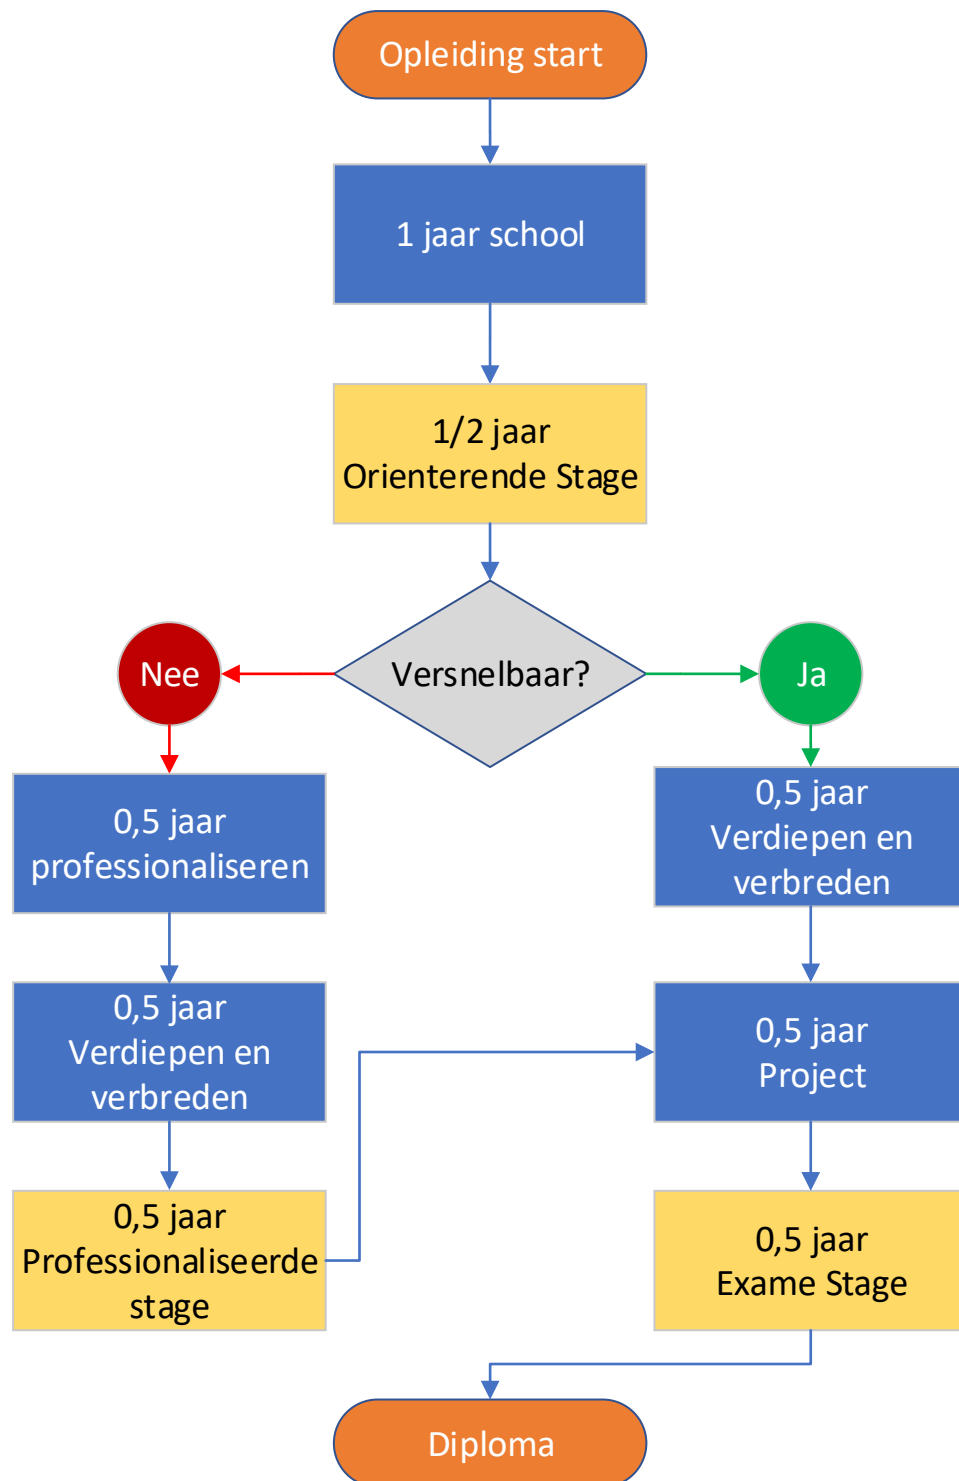 Opleiding start
1 jaar school
1/2 jaar
Orienterende Stage
Versnelbaar?
Nee
Ja
0,5 jaar
professionaliseren
0,5 jaar
Verdiepen en
verbreden
0,5 jaar
Professionaliseerde
stage
0,5 jaar
Verdiepen en
verbreden
0,5 jaar
Project
0,5 jaar
Exame Stage
Diploma